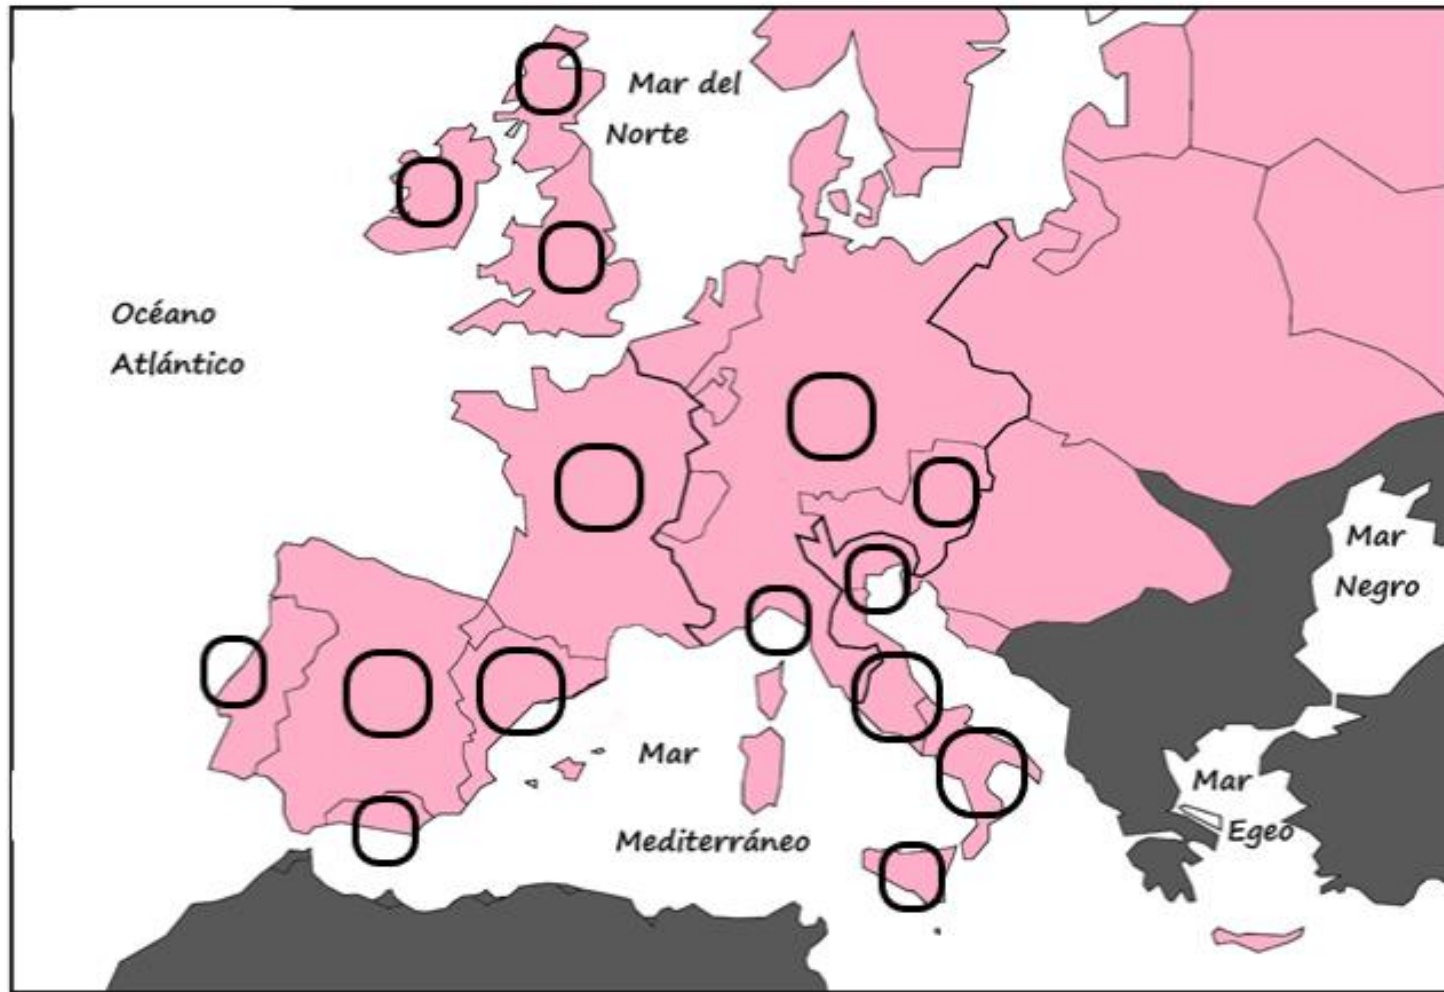 Mar del
Norte
Océano
Atlántico
Mar
Negro
Mar
Mediterráneo
Mar
Egeo